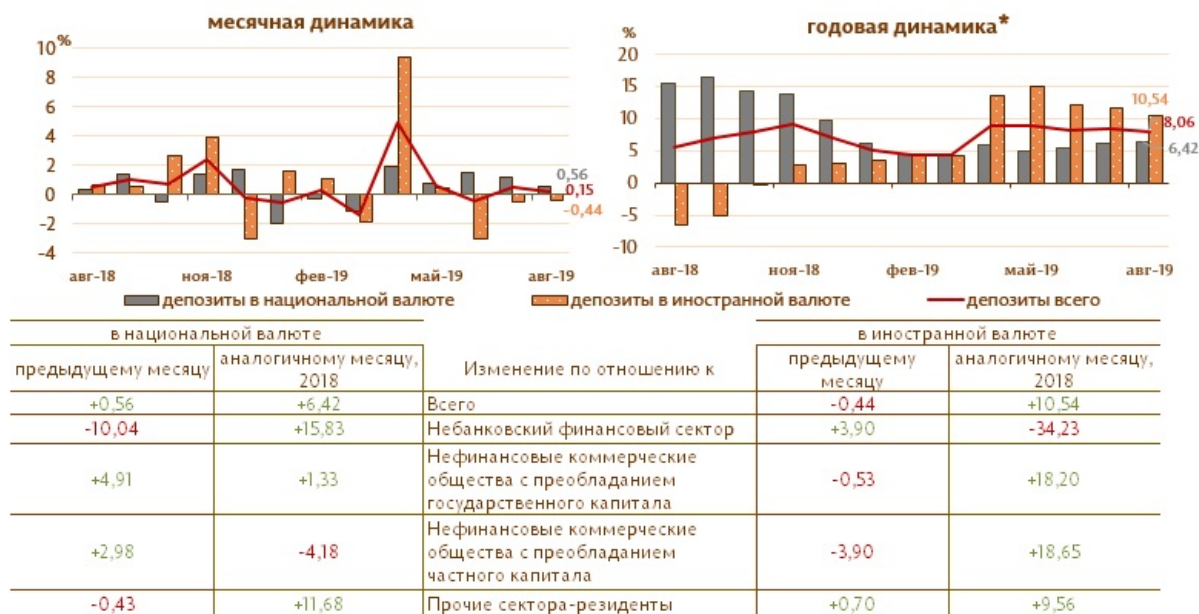 месячная динамика
%
10
8
6
4
2
0
-2
-4
0,56
0,15
-0,44
авг-18
ноя-18
фев-19
май-19
авг-19
годовая динамика*
%
20
15
10
5
0
-5
-10
10,54
8,06
6,42
авг-18
ноя-18
фев-19
май-19
авг-19
депозиты в национальной валюте депозиты в иностранной валюте депозиты всего
в национальной валюте в иностранной валюте
предыдущему месяцу аналогичному месяцу, 2018 Изменение по отношению к предыдущему месяцу аналогичному месяцу, 2018
+0,56 +6,42 Всего -0,44 +10,54
-10,04 +15,83 Небанковский финансовый сектор +3,90 -34,23
Нефинансовые коммерческие
+4,91 +1,33 общества с преобладанием -0,53 +18,20
государственного капитала
Нефинансовые коммерческие
+2,98 -4,18 общества с преобладанием -3,90 +18,65
частного капитала
-0,43 +11,68 Прочие сектора-резиденты +0,70 +9,56